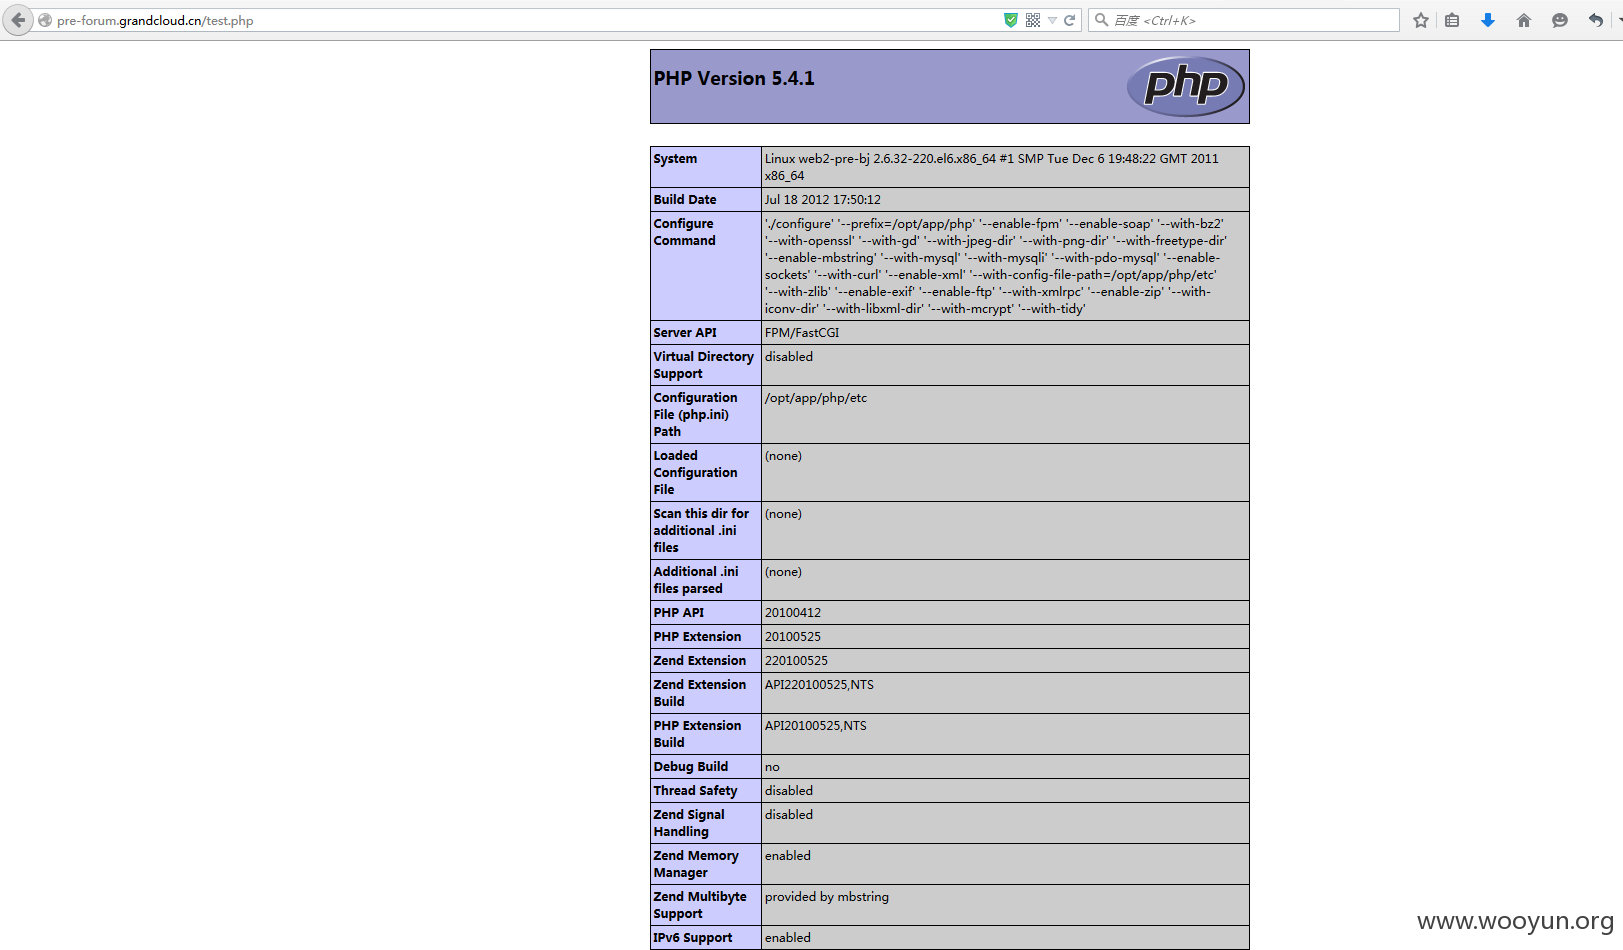 pre-forum.grandcloud.cn/test.php
百度 <Ctrl+K>
PHP Version 5.4.1
php
System
Linux web2-pre-bj 2.6.32-220.el6.x86_64 #1 SMP Tue Dec 6 19:48:22 GMT 2011
x86_64
Build Date
Jul 18 2012 17:50:12
Configure
Command
'./configure' '--prefix=/opt/app/php' '--enable-fpm' '--enable-soap' '--with-bz2'
'--with-openssl' '--with-gd' '--with-jpeg-dir' '--with-png-dir' '--with-freetype-dir'
'--enable-mbstring' '--with-mysql' '--with-mysqli' '--with-pdo-mysql' '--enable-
sockets' '--with-curl' '--enable-xml' '--with-config-file-path=/opt/app/php/etc'
'--with-zlib' '--enable-exif' '--enable-ftp' '--with-xmlrpc' '--enable-zip' '--with-
iconv-dir' '--with-libxml-dir' '--with-mcrypt' '--with-tidy'
Server API
FPM/FastCGI
Virtual Directory
Support
disabled
Configuration
File (php.ini)
Path
/opt/app/php/etc
Loaded
Configuration
File
(none)
Scan this dir for
additional .ini
files
(none)
Additional .ini
files parsed
(none)
PHP API
20100412
PHP Extension
20100525
Zend Extension
220100525
Zend Extension
Build
API220100525,NTS
PHP Extension
Build
API20100525,NTS
Debug Build
no
Thread Safety
disabled
Zend Signal
Handling
disabled
Zend Memory
Manager
enabled
Zend Multibyte
Support
provided by mbstring
IPv6 Support
enabled
www.wooyun.org